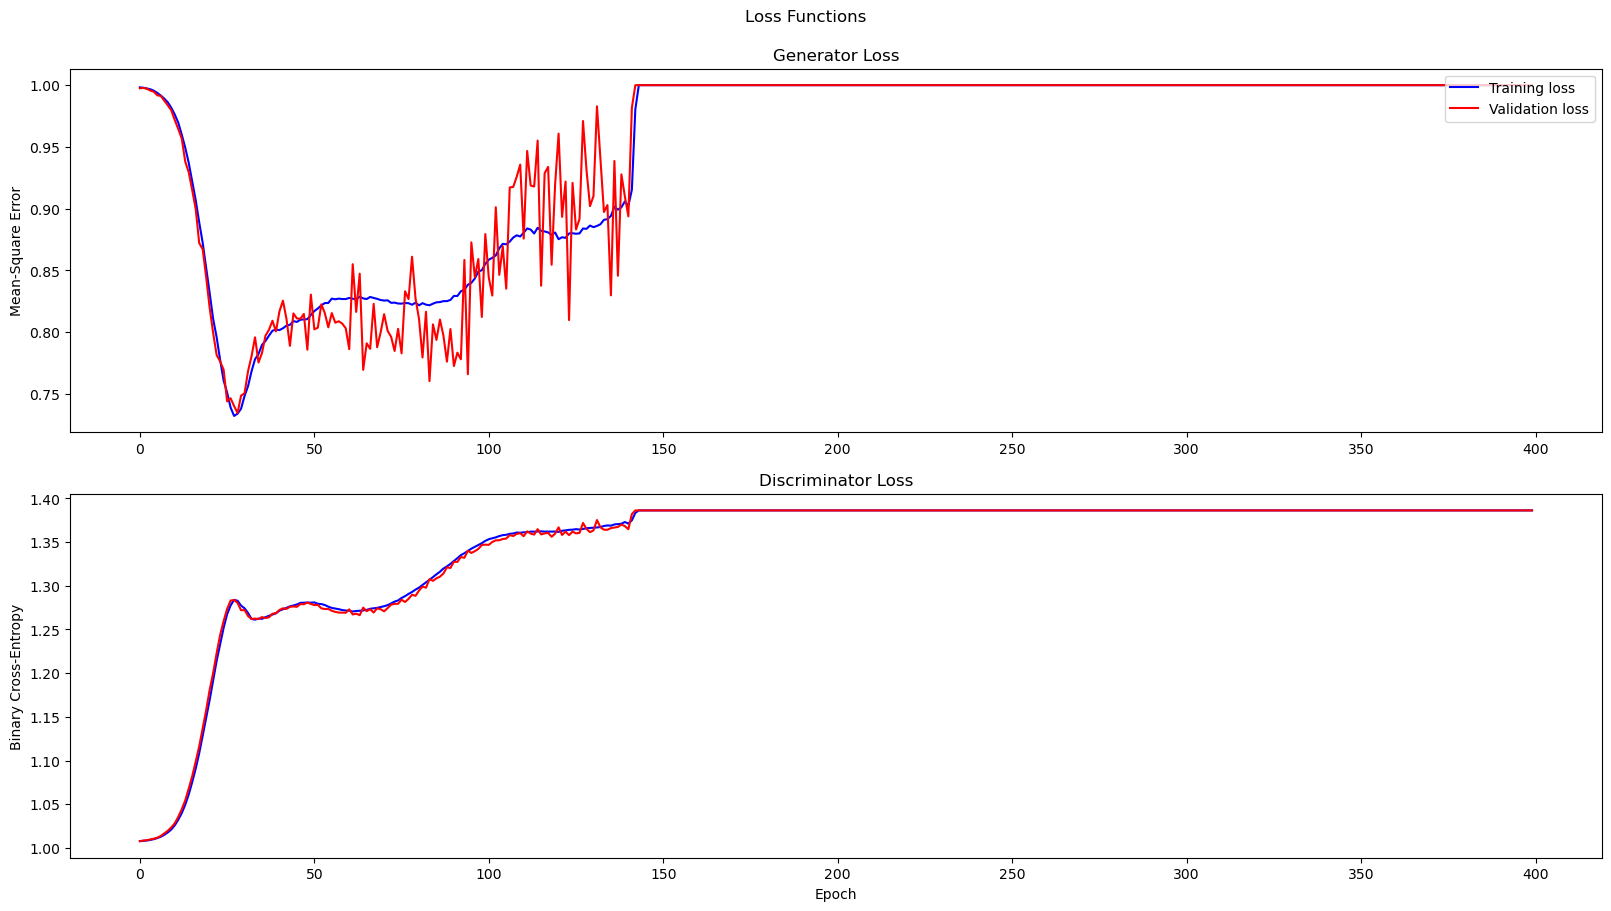 Loss Functions
Generator Loss
Mean-Square Error
1.00
0.95
0.90
0.85
0.80
0.75
Training loss
Validation loss
0 50 100 150 200 250 300 350 400
Discriminator Loss
Binary Cross-Entropy
1.40
1.35
1.30
1.25
1.20
1.15
1.10
1.05
1.00
0 50 100 150 200 250 300 350 400
Epoch